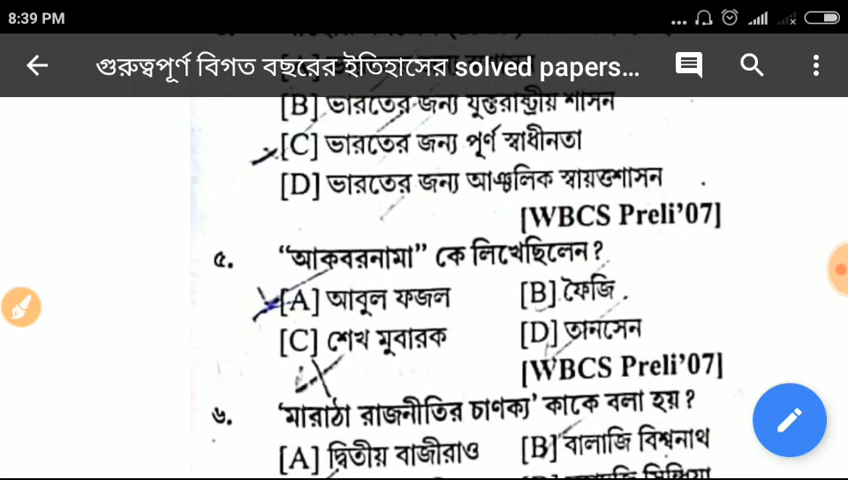 8:39 PM
গুরুত্বপূর্ণ বিগত বছরের ইতিহাসের solved papers...
[B] ভারতের জন্য যুক্তরাষ্ট্রীয় শাসন
[C] ভারতের জন্য পূর্ণ স্বাধীনতা
[D] ভারতের জন্য আঞ্চলিক স্বায়ত্তশাসন
[WBCS Preli’07]
৫. “আকবরনামা” কে লিখেছিলেন?
[A] আবুল ফজল [B] ফৈজি
[C] শেখ মুবারক [D] তানসেন
[WBCS Preli’07]
৬. ‘মারাঠা রাজনীতির চাণক্য’ কাকে বলা হয়?
[A] দ্বিতীয় বাজীরাও [B] বালাজি বিশ্বনাথ